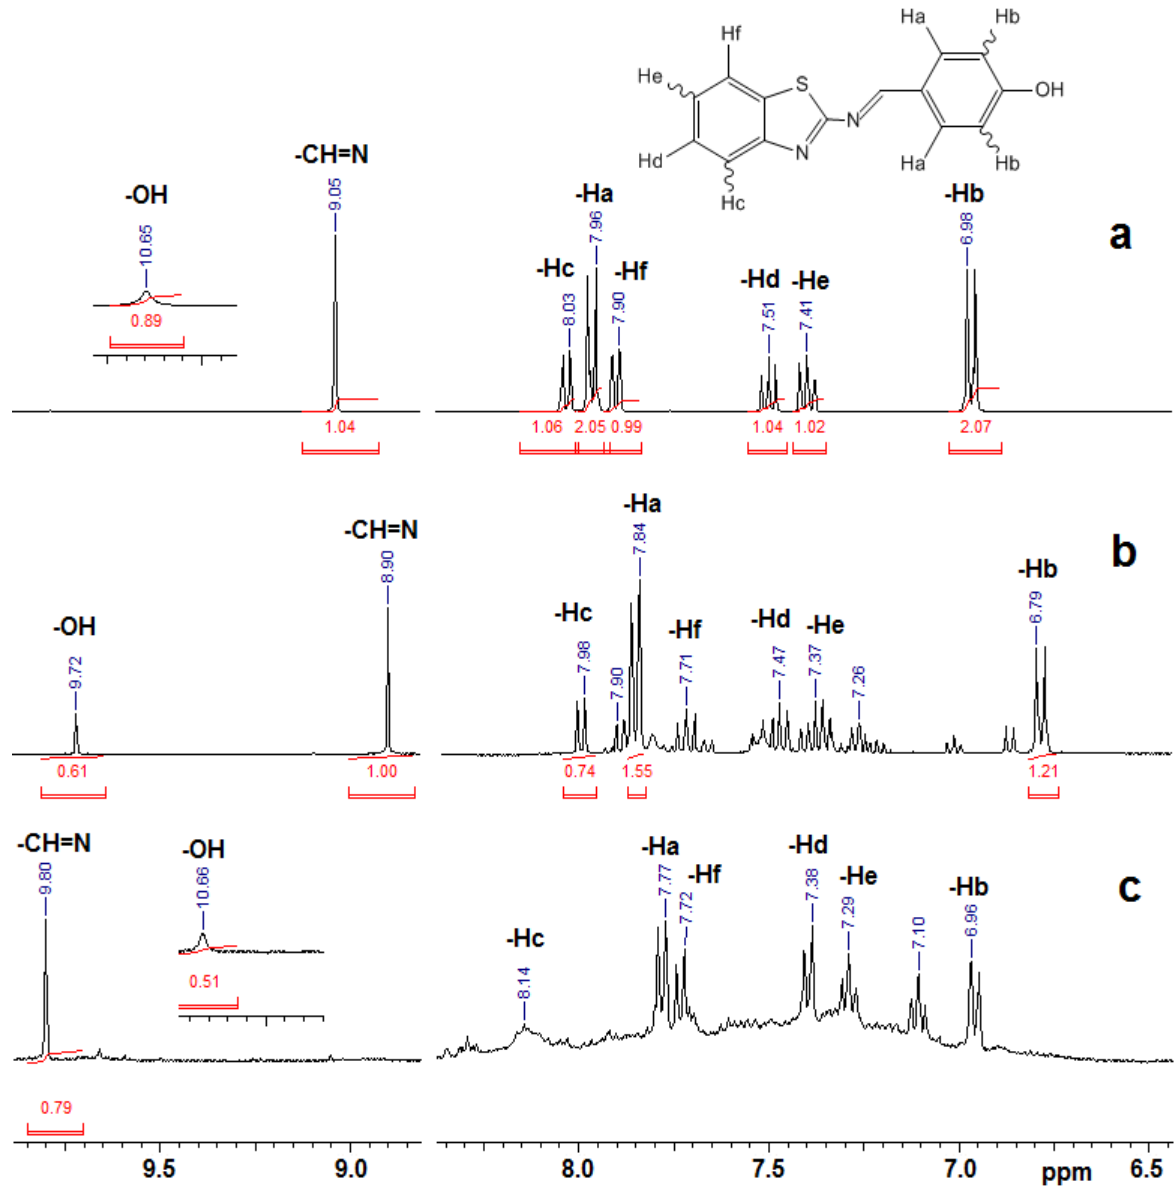 Hf
Ha
Hb
He
S
N
OH
Hd
N
Ha
Hb
Hc
a
-OH
10.65
0.89
-CH=N
9.05
1.04
-Hc
8.03
-Ha
7.96
-Hf
7.90
-Hd
7.51
-He
7.41
-Hb
6.98
1.06
2.05
0.99
1.04
1.02
2.07
b
-OH
9.72
0.61
-CH=N
8.90
1.00
-Hc
7.98
7.90
-Ha
7.84
-Hf
7.71
-Hd
7.47
-He
7.37
7.26
-Hb
6.79
0.74
1.55
1.21
c
-CH=N
9.80
0.79
-OH
10.66
0.51
-Hc
8.14
-Ha
7.77
-Hf
7.72
-Hd
7.38
-He
7.29
7.10
-Hb
6.96
9.5 9.0 8.0 7.5 7.0 ppm 6.5